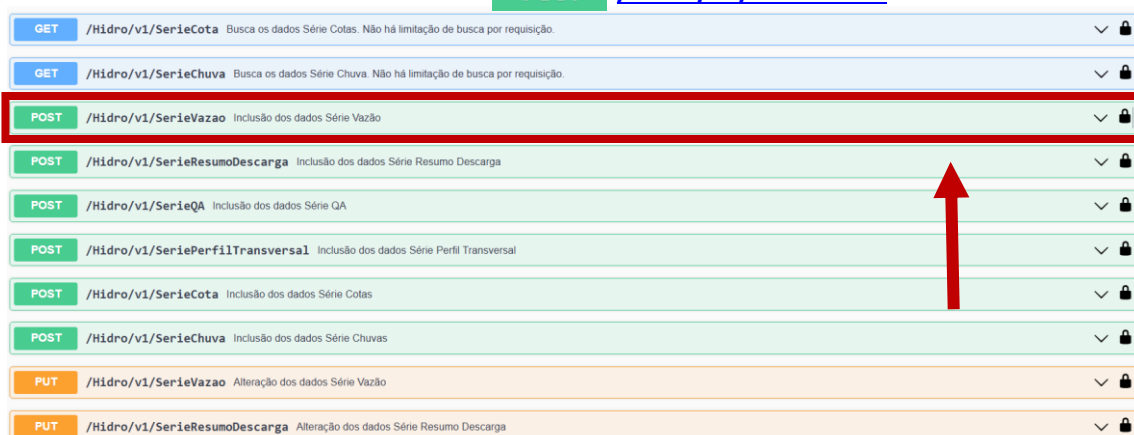 GET /Hidro/v1/SerieCota Busca os dados Série Cotas. Não há limitação de busca por requisição.
GET /Hidro/v1/SerieChuva Busca os dados Série Chuva. Não há limitação de busca por requisição.
POST /Hidro/v1/SerieVazao Inclusão dos dados Série Vazão
POST /Hidro/v1/SerieResumoDescarga Inclusão dos dados Série Resumo Descarga
POST /Hidro/v1/SerieQA Inclusão dos dados Série QA
POST /Hidro/v1/SeriePerfilTransversal Inclusão dos dados Série Perfil Transversal
POST /Hidro/v1/SerieCota Inclusão dos dados Série Cotas
POST /Hidro/v1/SerieChuva Inclusão dos dados Série Chuvas
PUT /Hidro/v1/SerieVazao Alteração dos dados Série Vazão
PUT /Hidro/v1/SerieResumoDescarga Alteração dos dados Série Resumo Descarga